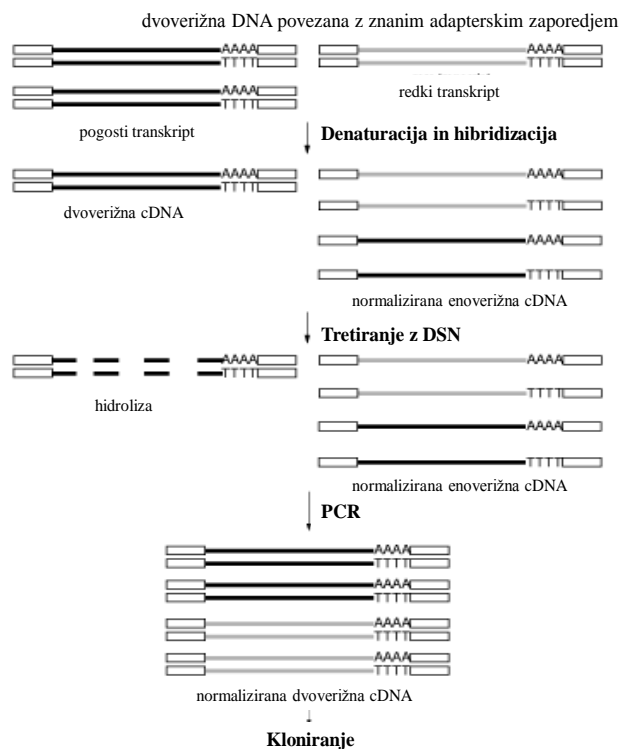 dvoverižna DNA povezana z znanim adapterskim zaporedjem
AAAA AAAA
TTTT TTTT
AAAA
TTTT
redki transkript
pogosti transkript
Denaturacija in hibridizacija
AAAA AAAA
TTTT
dvoverižna cDNA
TTTT
AAAA
TTTT
normalizirana enoverižna cDNA
Tretiranje z DSN
AAAA AAAA
TTTT
hidroliza
TTTT
AAAA
TTTT
normalizirana enoverižna cDNA
PCR
AAAA
TTTT
AAAA
TTTT
AAAA
TTTT
AAAA
TTTT
normalizirana dvoverižna cDNA
Kloniranje